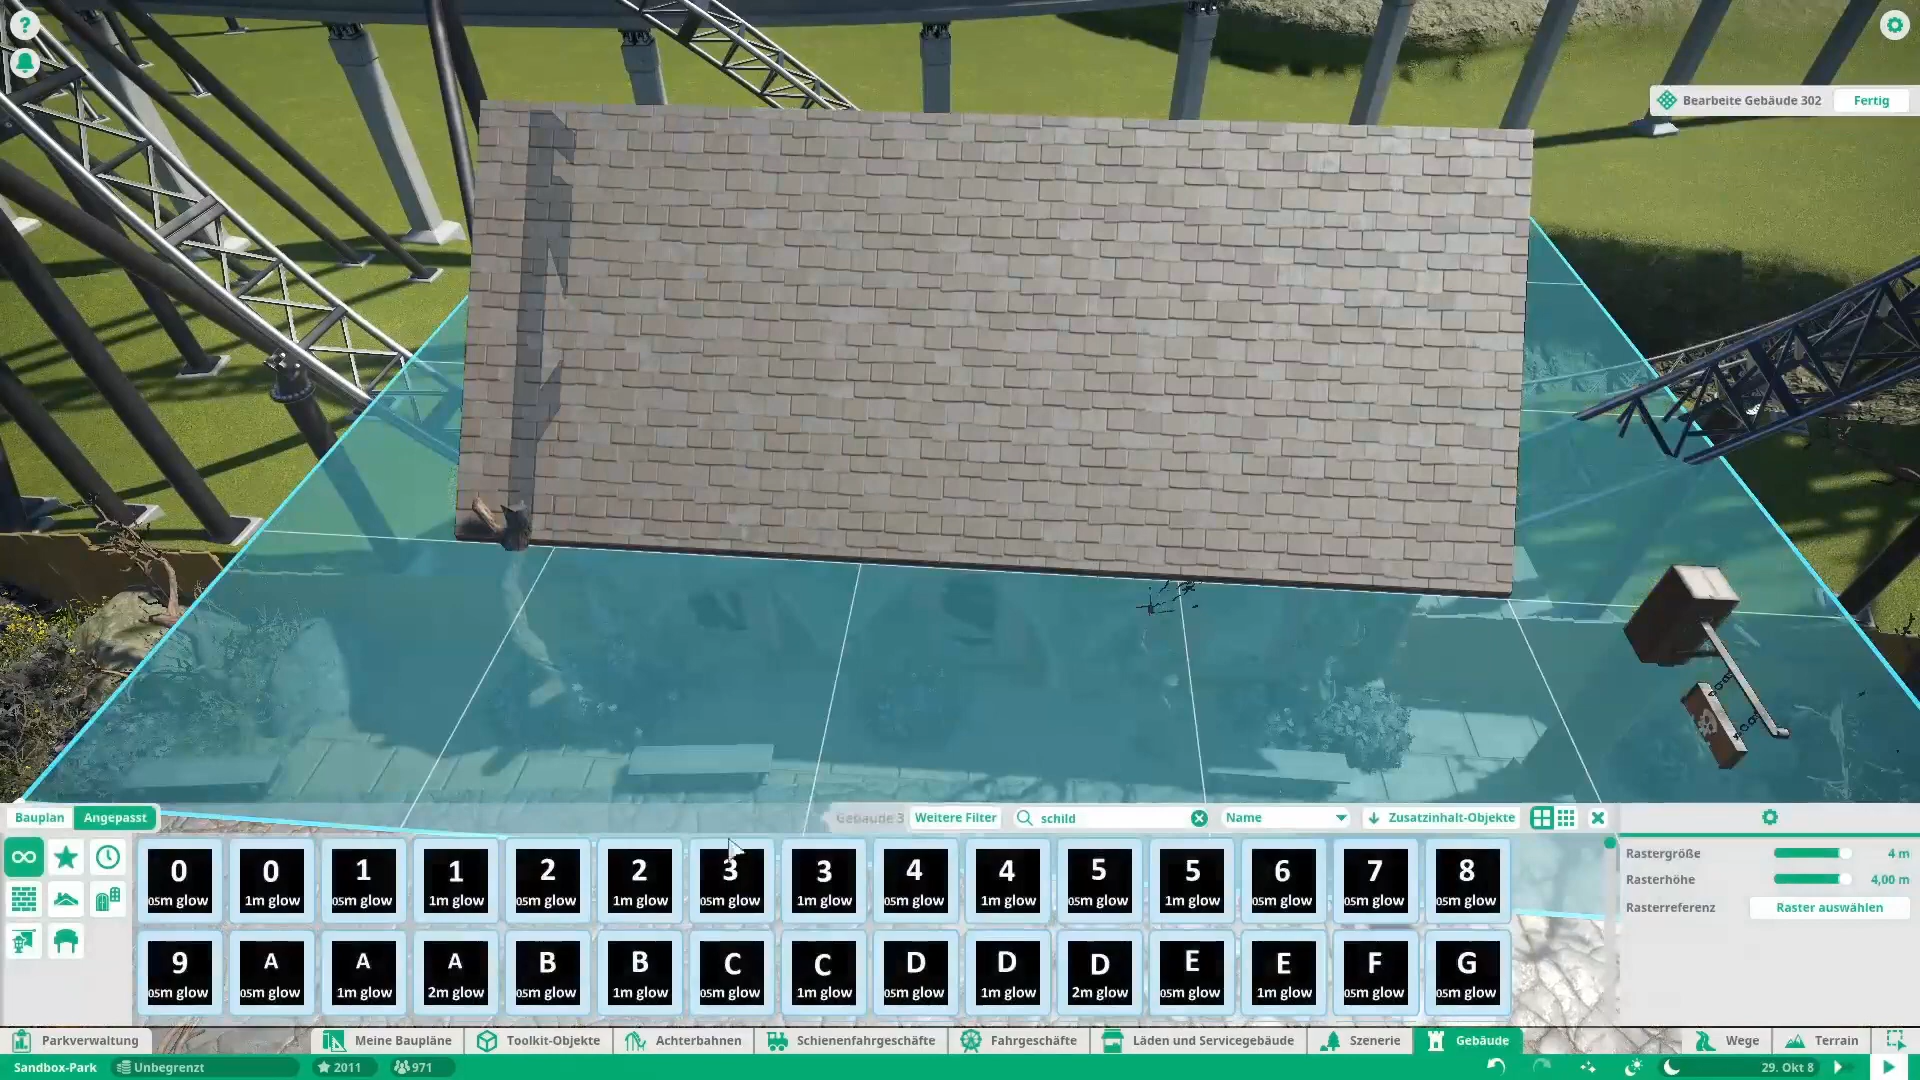 ?
Bearbeite Gebäude 302 Fertig
Bauplan Angepasst Gebäude 3 Weitere Filter schild Name Zusatzinhalt-Objekte
0 0 1 1 2 2 3 3 4 4 5 5 6 7 8
05m glow 1m glow 05m glow 1m glow 05m glow 1m glow 05m glow 1m glow 05m glow 1m glow 05m glow 1m glow 05m glow 05m glow 05m glow
9 A A A B B C C D D D E E F G
05m glow 05m glow 1m glow 2m glow 05m glow 1m glow 05m glow 1m glow 05m glow 1m glow 2m glow 05m glow 1m glow 05m glow 05m glow
Rastergröße 4 m
Rasterhöhe 4,00 m
Rasterreferenz Raster auswählen
Parkverwaltung Meine Baupläne Toolkit-Objekte Achterbahnen Schienenfahrgeschäfte Fahrgeschäfte Läden und Servicegebäude Szenerie Gebäude Wege Terrain
Sandbox-Park Unbegrenzt 2011 971 29. Okt 8